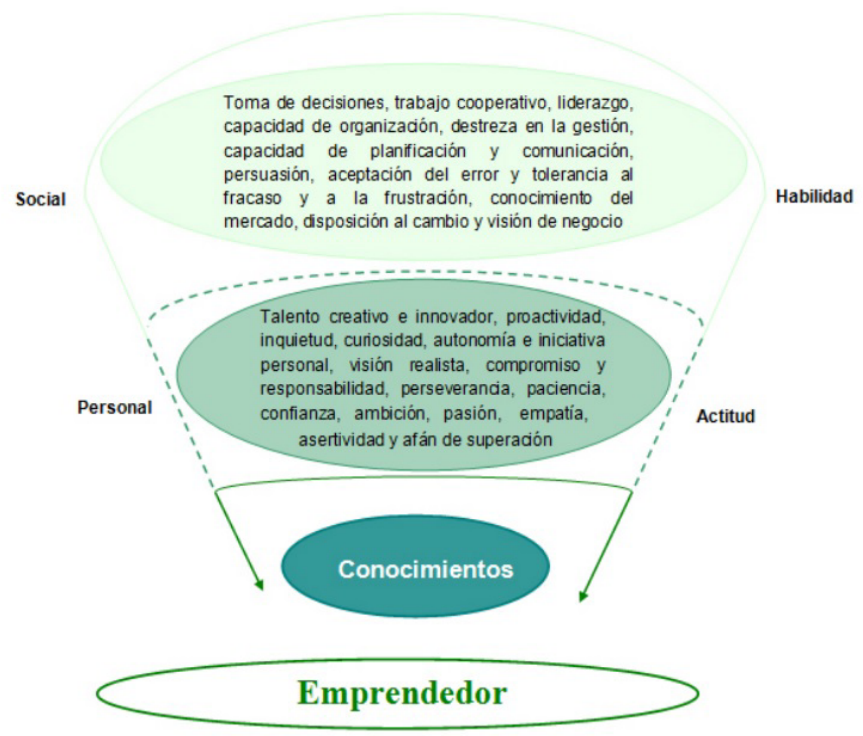 Toma de decisiones, trabajo cooperativo, liderazgo,
capacidad de organización, destreza en la gestión,
capacidad de planificación y comunicación,
persuasión, aceptación del error y tolerancia al
fracaso y a la frustración, conocimiento del
mercado, disposición al cambio y visión de negocio
Social
Habilidad
Talento creativo e innovador, proactividad,
inquietud, curiosidad, autonomía e iniciativa
personal, visión realista, compromiso y
responsabilidad, perseverancia, paciencia,
confianza, ambición, pasión, empatía,
asertividad y afán de superación
Personal
Actitud
Conocimientos
Emprendedor